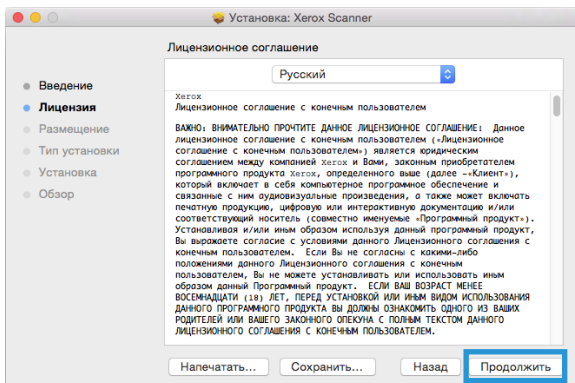 Установка: Xerox Scanner
Лицензионное соглашение
Введение
Лицензия
Размещение
Тип установки
Установка
Обзор
Русский
Xerox
Лицензионное соглашение с конечным пользователем
ВАЖНО: ВНИМАТЕЛЬНО ПРОЧТИТЕ ДАННОЕ ЛИЦЕНЗИОННОЕ СОГЛАШЕНИЕ: Данное
лицензионное соглашение с конечным пользователем («Лицензионное
соглашение с конечным пользователем») является юридическим
соглашением между компанией Xerox и Вами, законным приобретателем
программного продукта Xerox, определенного выше (далее –«Клиент»),
который включает в себя компьютерное программное обеспечение и
связанные с ним аудиовизуальные произведения, а также может включать
печатную продукцию, цифровую или интерактивную документацию и/или
соответствующий носитель (совместно именуемые «Программный продукт»).
Устанавливая и/или иным образом используя данный программный продукт,
Вы выражаете согласие с условиями данного Лицензионного соглашения с
конечным пользователем. Если Вы не согласны с какими-либо
положениями данного Лицензионного соглашения с конечным
пользователем, Вы не можете устанавливать или использовать иным
образом данный Программный продукт. ЕСЛИ ВАШ ВОЗРАСТ МЕНЕЕ
ВОСЕМНАДЦАТИ (18) ЛЕТ, ПЕРЕД УСТАНОВКОЙ ИЛИ ИНЫМ ВИДОМ ИСПОЛЬЗОВАНИЯ
ДАННОГО ПРОГРАММНОГО ПРОДУКТА ВЫ ДОЛЖНЫ ОЗНАКОМИТЬ ОДНОГО ИЗ ВАШИХ
РОДИТЕЛЕЙ ИЛИ ВАШЕГО ЗАКОННОГО ОПЕКУНА С ПОЛНЫМ ТЕКСТОМ ДАННОГО
ЛИЦЕНЗИОННОГО СОГЛАШЕНИЯ С КОНЕЧНЫМ ПОЛЬЗОВАТЕЛЕМ.
Напечатать...
Сохранить...
Назад
Продолжить